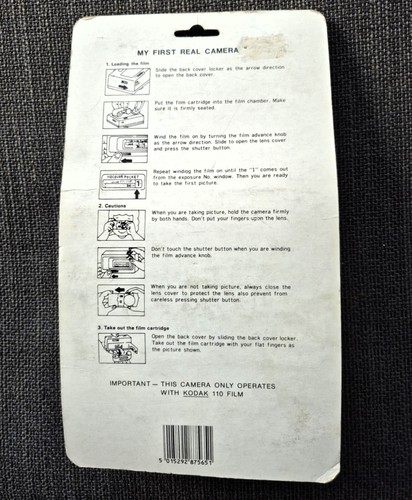 MY FIRST REAL CAMERA
1. Loading the film
Slide the back cover locker as the arrow direction
to open the back cover.
Put the film cartridge into the film chamber. Make
sure it is firmly seated.
Wind the film on by turning the film advance knob
as the arrow direction. Slide to open the lens cover
and press the shutter button.
Repeat winding the film on until the "1" comes out
from the exposure No. window. Then you are ready
to take the first picture.
2. Cautions
When you are taking picture, hold the camera firmly
by both hands. Don't put your fingers upon the lens.
Don't touch the shutter button when you are winding
the film advance knob.
When you are not taking picture, always close the
lens cover to protect the lens also prevent from
careless pressing shutter button.
3. Take out the film cartridge
Open the back cover by sliding the back cover locker.
Take out the film cartridge with your flat fingers as
the picture shown.
IMPORTANT — THIS CAMERA ONLY OPERATES
WITH KODAK 110 FILM
5 015292 875651